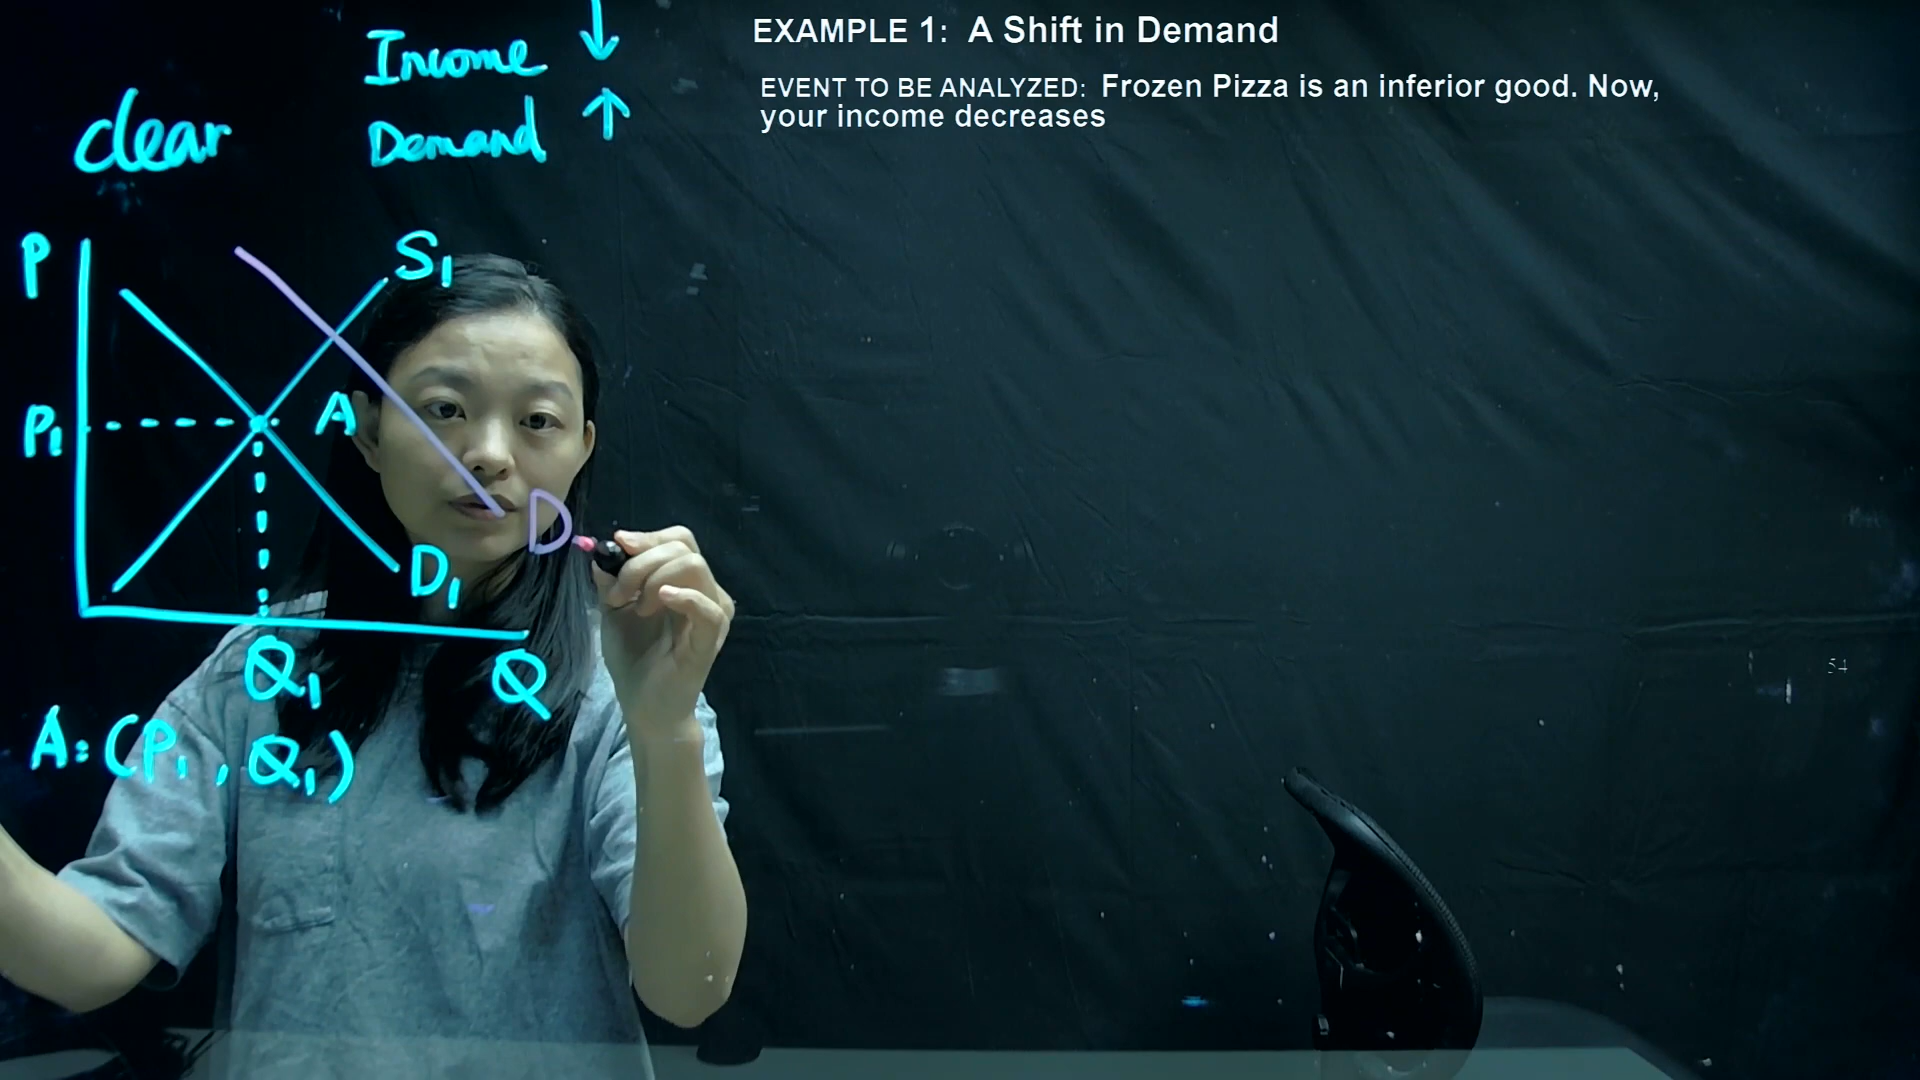 EXAMPLE 1: A Shift in Demand
EVENT TO BE ANALYZED: Frozen Pizza is an inferior good. Now,
your income decreases
Income ↓
Demand ↑
clear
P
S1
P1
A
D
D1
Q1
Q
A: (P1, Q1)
54